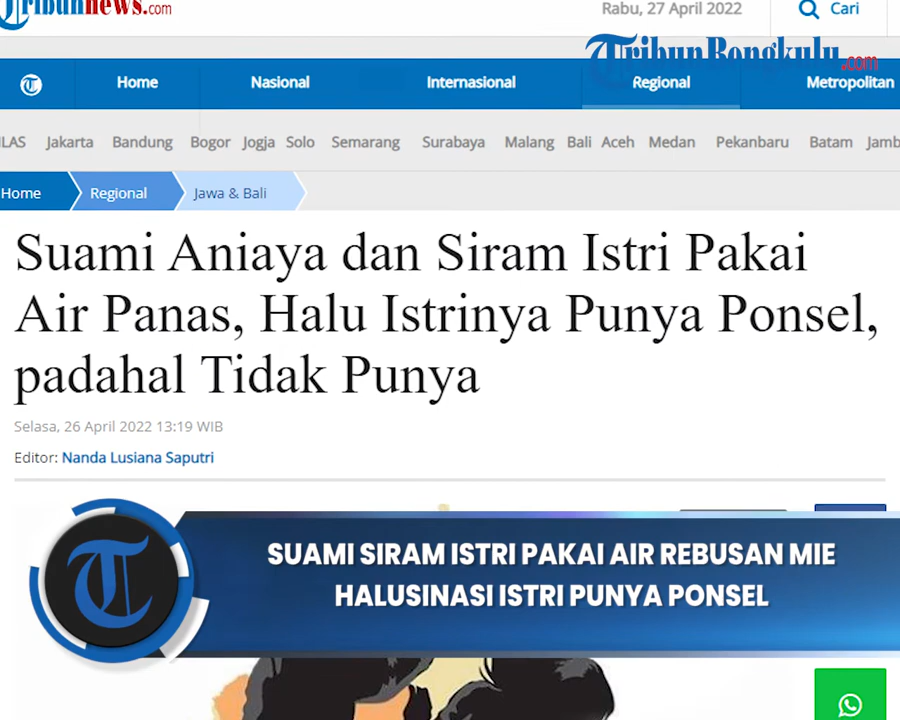 Tribunnews.com
Rabu, 27 April 2022
Cari
TribunBengkulu.com
Home Nasional Internasional Regional Metropolitan
Jakarta Bandung Bogor Jogja Solo Semarang Surabaya Malang Bali Aceh Medan Pekanbaru Batam
Home Regional Jawa & Bali
Suami Aniaya dan Siram Istri Pakai
Air Panas, Halu Istrinya Punya Ponsel,
padahal Tidak Punya
Selasa, 26 April 2022 13:19 WIB
Editor: Nanda Lusiana Saputri
SUAMI SIRAM ISTRI PAKAI AIR REBUSAN MIE
HALUSINASI ISTRI PUNYA PONSEL